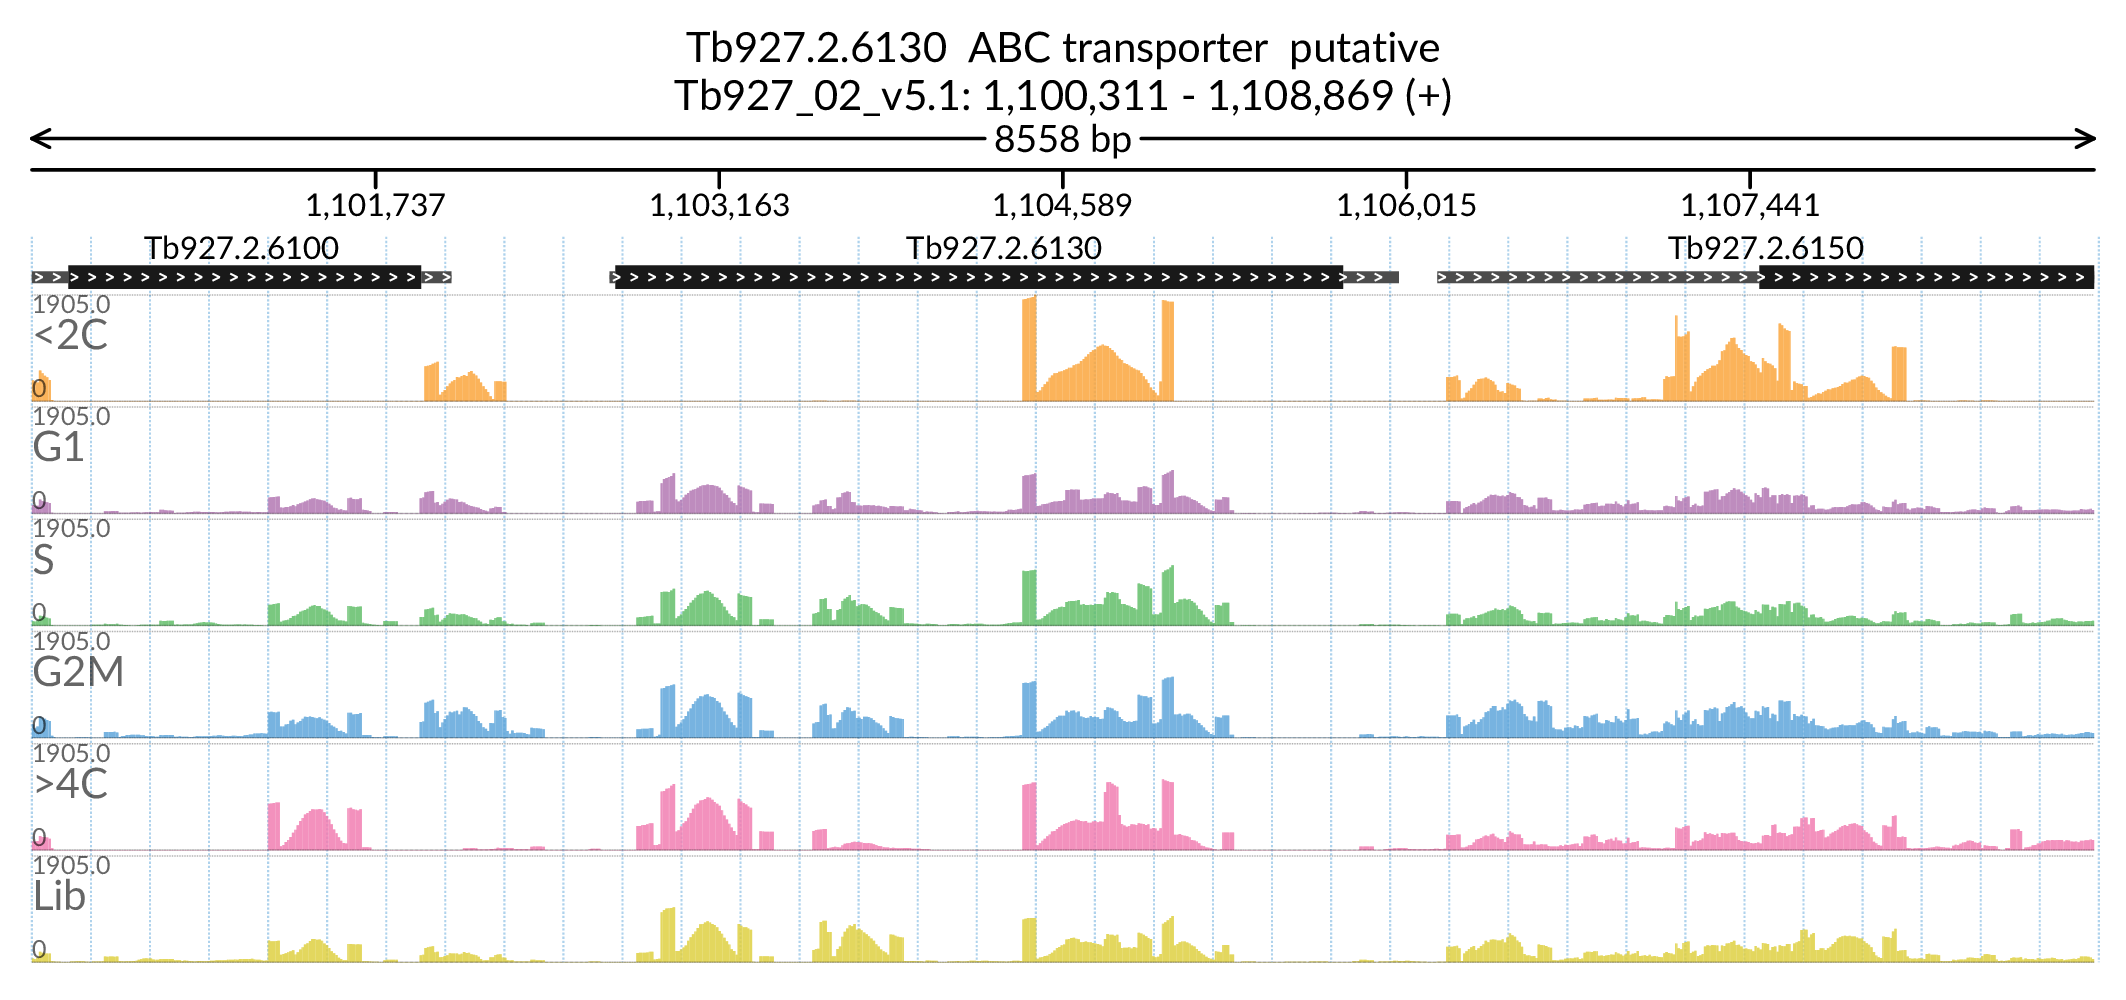 Tb927.2.6130  ABC transporter  putative
Tb927_02_v5.1: 1,100,311 - 1,108,869 (+)
8558 bp
1,101,737 1,103,163 1,104,589 1,106,015 1,107,441
Tb927.2.6100 Tb927.2.6130 Tb927.2.6150
1905.0
<2C
0
1905.0
G1
0
1905.0
S
0
1905.0
G2M
0
1905.0
>4C
0
1905.0
Lib
0